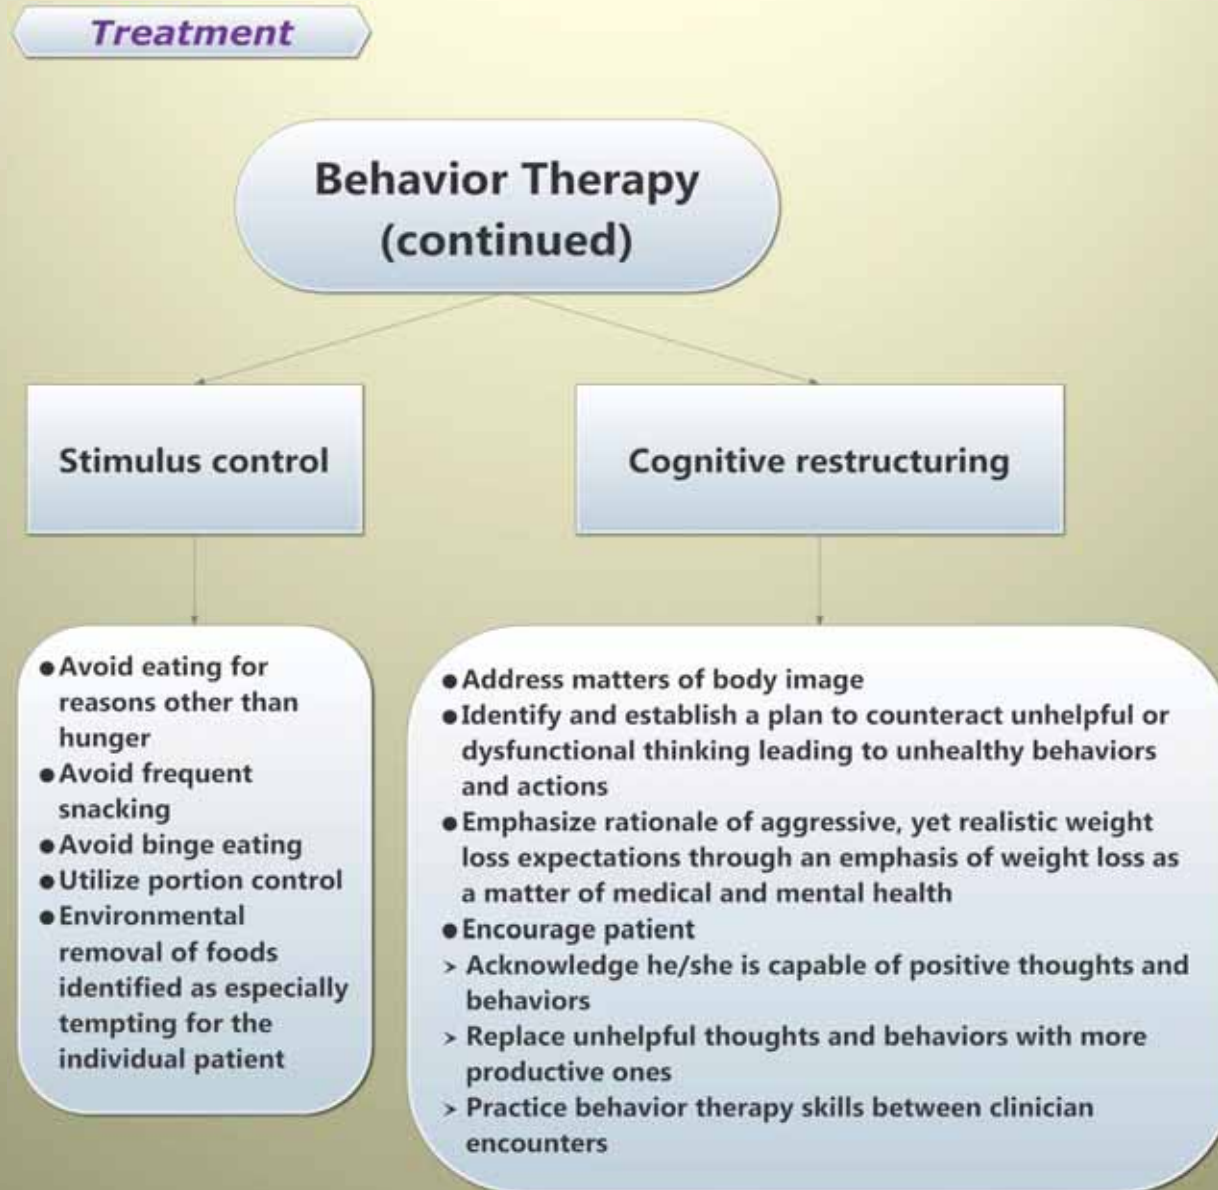 Treatment
Behavior Therapy
(continued)
Stimulus control
Cognitive restructuring
●Avoid eating for
reasons other than
hunger
●Avoid frequent
snacking
●Avoid binge eating
●Utilize portion control
●Environmental
removal of foods
identified as especially
tempting for the
individual patient
●Address matters of body image
●Identify and establish a plan to counteract unhelpful or
dysfunctional thinking leading to unhealthy behaviors
and actions
●Emphasize rationale of aggressive, yet realistic weight
loss expectations through an emphasis of weight loss as
a matter of medical and mental health
●Encourage patient
> Acknowledge he/she is capable of positive thoughts and
behaviors
> Replace unhelpful thoughts and behaviors with more
productive ones
> Practice behavior therapy skills between clinician
encounters